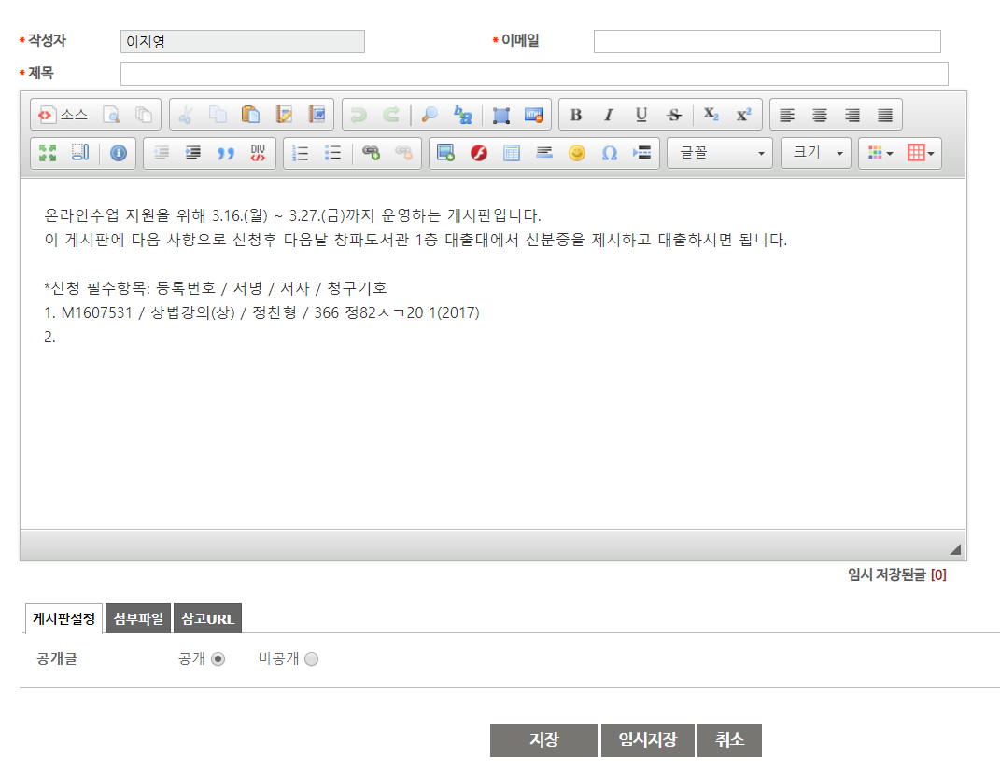 * 작성자 이지영 * 이메일
* 제목
소스 B I U S X₂ X²
DIV 글꼴 크기
온라인수업 지원을 위해 3.16.(월) ~ 3.27.(금)까지 운영하는 게시판입니다.
이 게시판에 다음 사항으로 신청후 다음날 창파도서관 1층 대출대에서 신분증을 제시하고 대출하시면 됩니다.
*신청 필수항목: 등록번호 / 서명 / 저자 / 청구기호
1. M1607531 / 상법강의(상) / 정찬형 / 366 정82ㅅㄱ20 1(2017)
2.
임시 저장된글 [0]
게시판설정 첨부파일 참고URL
공개글 공개 비공개
저장 임시저장 취소